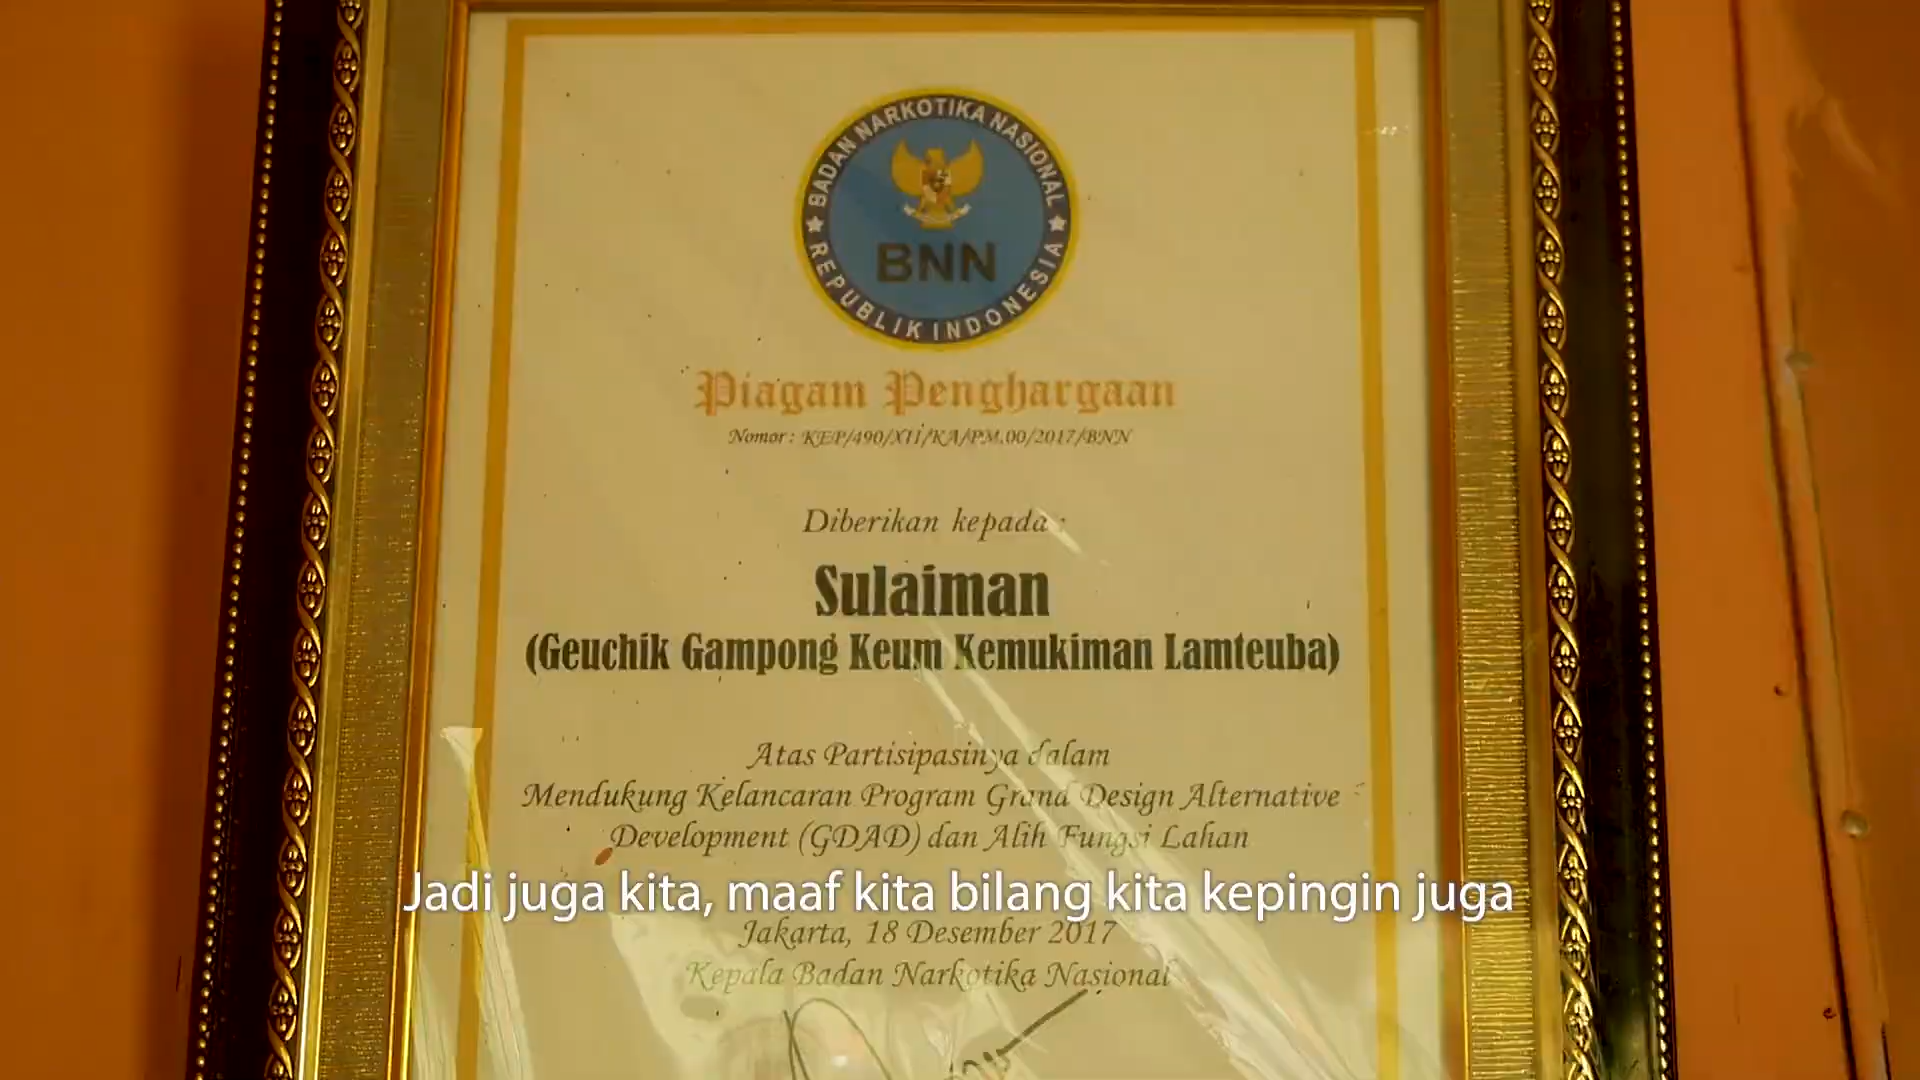 BADAN NARKOTIKA NASIONAL
BNN
REPUBLIK INDONESIA
Piagam Penghargaan
Nomor : KEP/490/XII/KA/PM.00/2017/BNN
Diberikan kepada :
Sulaiman
(Geuchik Gampong Keum Kemukiman Lamteuba)
Atas Partisipasinya dalam
Mendukung Kelancaran Program Grand Design Alternative
Development (GDAD) dan Alih Fungsi Lahan
Jadi juga kita, maaf kita bilang kita kepingin juga
Jakarta, 18 Desember 2017
Kepala Badan Narkotika Nasional